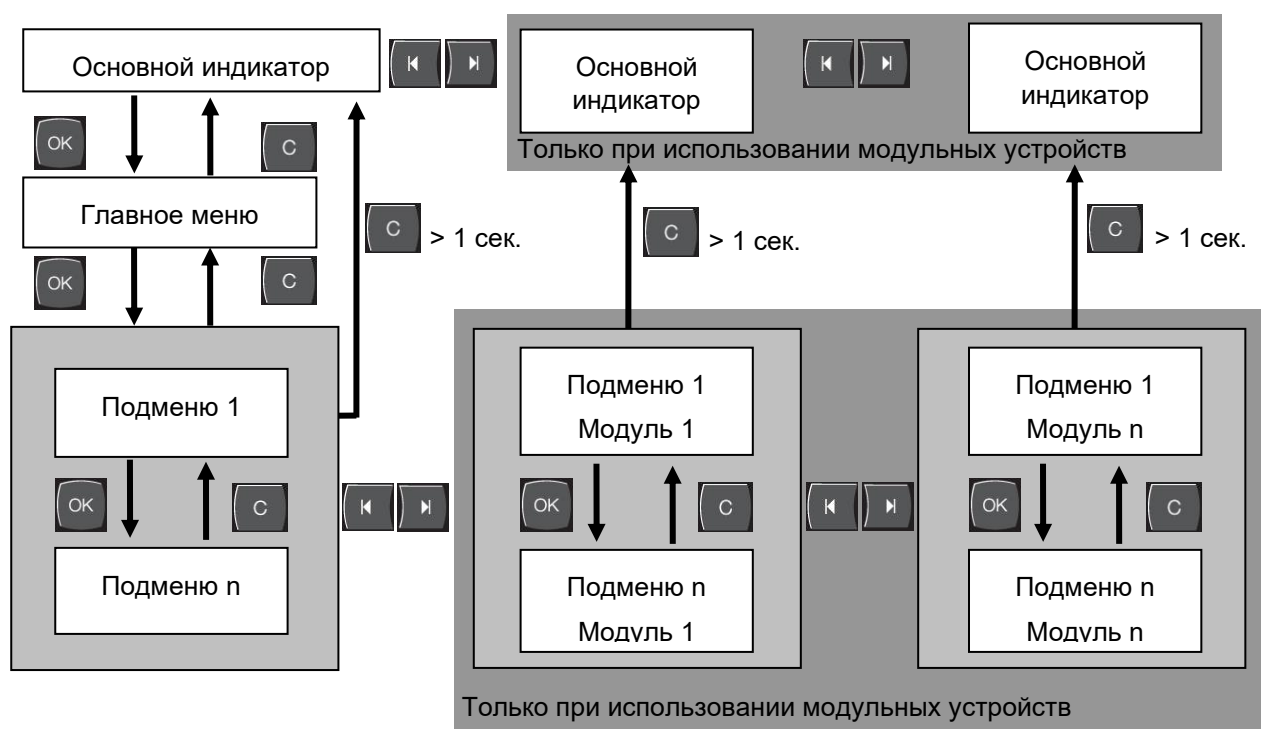 Основной индикатор
Основной
индикатор
Основной
индикатор
Только при использовании модульных устройств
OK
C
Главное меню
C > 1 сек.
C > 1 сек.
C > 1 сек.
OK
C
Подменю 1
OK
C
Подменю n
Подменю 1
Модуль 1
OK
C
Подменю n
Модуль 1
Подменю 1
Модуль n
OK
C
Подменю n
Модуль n
Только при использовании модульных устройств